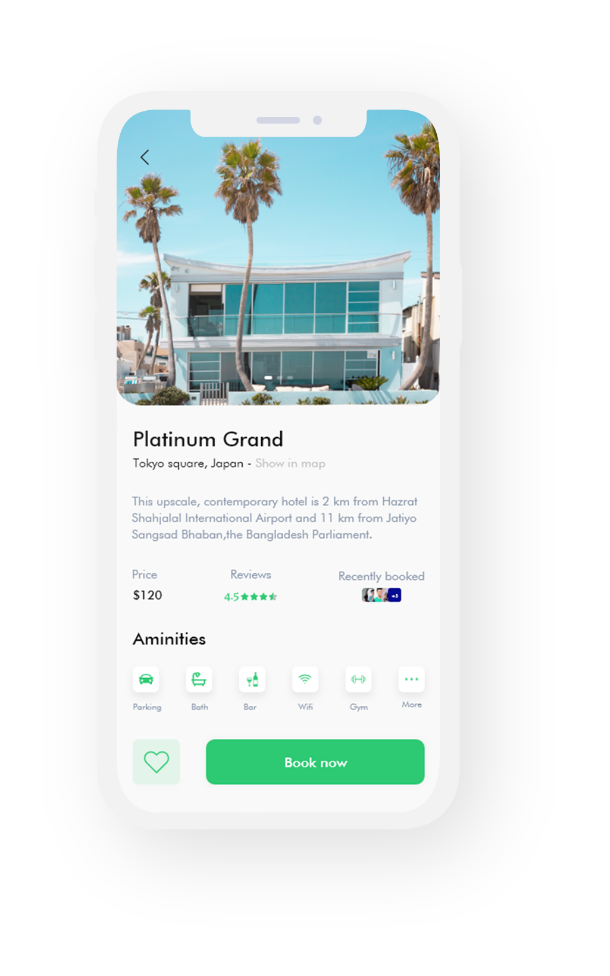 Platinum Grand
Tokyo square, Japan - Show in map
This upscale, contemporary hotel is 2 km from Hazrat
Shahjalal International Airport and 11 km from Jatiyo
Sangsad Bhaban,the Bangladesh Parliament.
Price Reviews Recently booked
$120 4.5 +3
Aminities
Parking Bath Bar Wifi Gym More
Book now